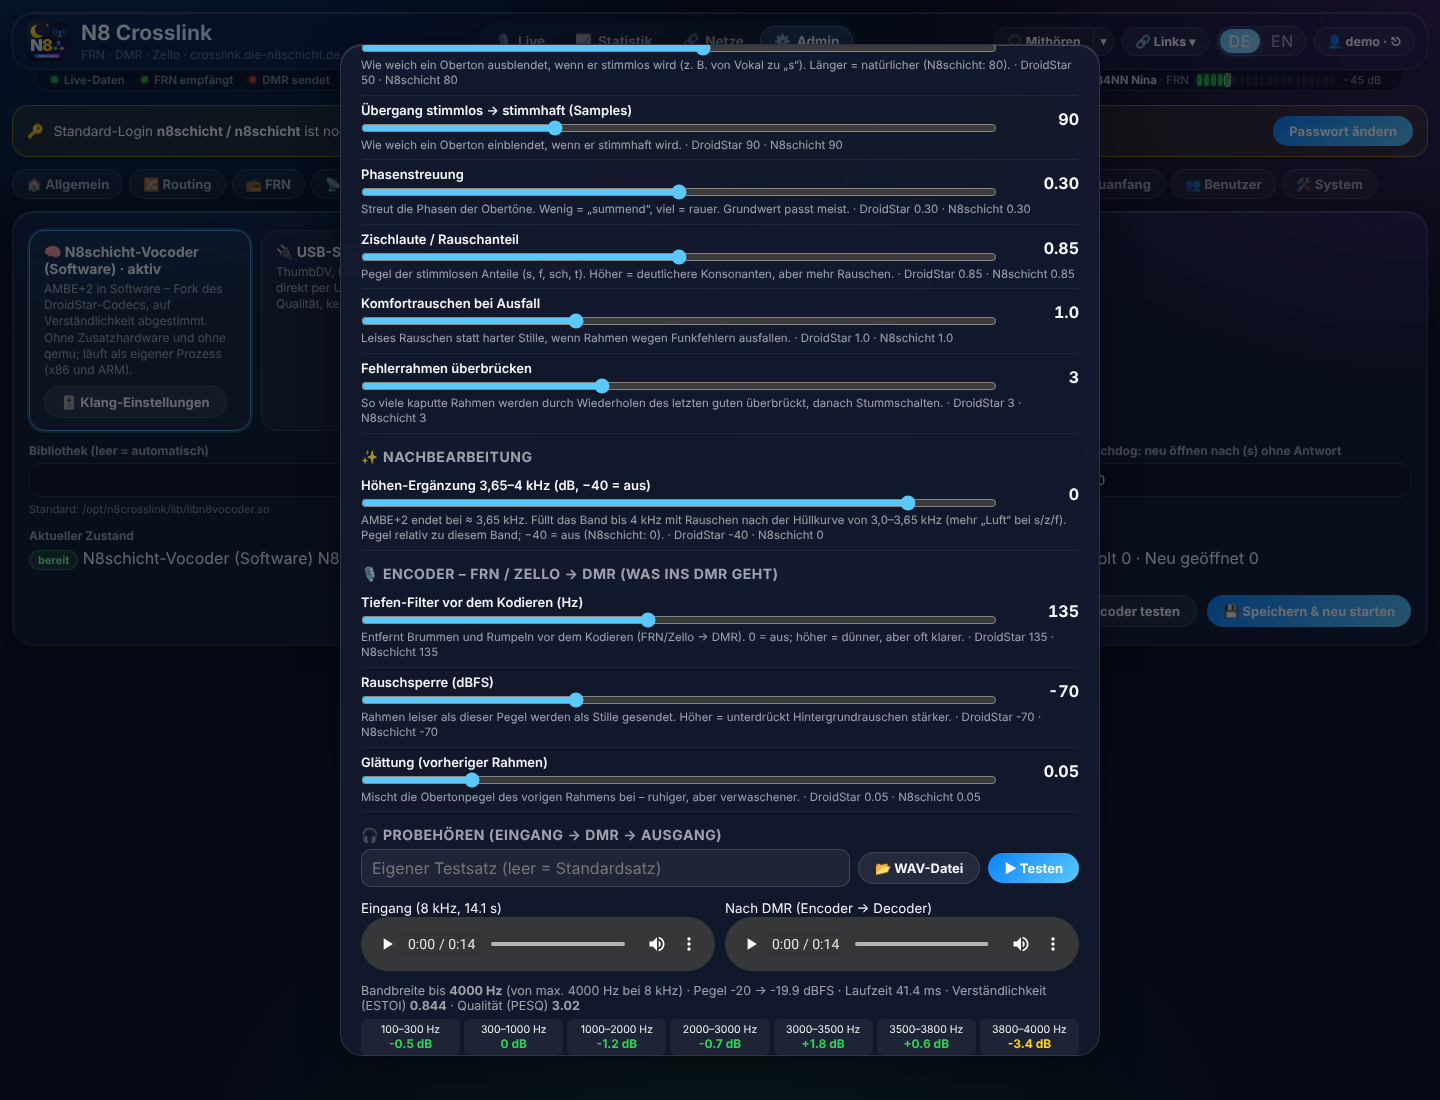 N8 Crosslink
FRN · DMR · Zello · crosslink.die-n8schicht.de
Live
Statistik
Netze
Admin
Mithören
▾
Links ▾
DE
EN
demo ·
Live-Daten
FRN empfängt
DMR sendet
34NN Nina · FRN
-45 dB
Standard-Login n8schicht / n8schicht ist no
Passwort ändern
Allgemein
Routing
FRN
uanfang
Benutzer
System
N8schicht-Vocoder
(Software) · aktiv
AMBE+2 in Software – Fork des
DroidStar-Codecs, auf
Verständlichkeit abgestimmt.
Ohne Zusatzhardware und ohne
qemu; läuft als eigener Prozess
(x86 und ARM).
Klang-Einstellungen
USB-S
ThumbDV,
direkt per U
Qualität, ke
Bibliothek (leer = automatisch)
Standard: /opt/n8crosslink/lib/libn8vocoder.so
Aktueller Zustand
bereit N8schicht-Vocoder (Software) N8
chdog: neu öffnen nach (s) ohne Antwort
0
olt 0 · Neu geöffnet 0
coder testen
Speichern & neu starten
Wie weich ein Oberton ausblendet, wenn er stimmlos wird (z. B. von Vokal zu „s“). Länger = natürlicher (N8schicht: 80). · DroidStar
50 · N8schicht 80
Übergang stimmlos → stimmhaft (Samples)
90
Wie weich ein Oberton einblendet, wenn er stimmhaft wird. · DroidStar 90 · N8schicht 90
Phasenstreuung
0.30
Streut die Phasen der Obertöne. Wenig = „summend“, viel = rauer. Grundwert passt meist. · DroidStar 0.30 · N8schicht 0.30
Zischlaute / Rauschanteil
0.85
Pegel der stimmlosen Anteile (s, f, sch, t). Höher = deutlichere Konsonanten, aber mehr Rauschen. · DroidStar 0.85 · N8schicht 0.85
Komfortrauschen bei Ausfall
1.0
Leises Rauschen statt harter Stille, wenn Rahmen wegen Funkfehlern ausfallen. · DroidStar 1.0 · N8schicht 1.0
Fehlerrahmen überbrücken
3
So viele kaputte Rahmen werden durch Wiederholen des letzten guten überbrückt, danach Stummschalten. · DroidStar 3 ·
N8schicht 3
NACHBEARBEITUNG
Höhen-Ergänzung 3,65–4 kHz (dB, −40 = aus)
0
AMBE+2 endet bei ≈ 3,65 kHz. Füllt das Band bis 4 kHz mit Rauschen nach der Hüllkurve von 3,0–3,65 kHz (mehr „Luft“ bei s/z/f).
Pegel relativ zu diesem Band; −40 = aus (N8schicht: 0). · DroidStar -40 · N8schicht 0
ENCODER – FRN / ZELLO → DMR (WAS INS DMR GEHT)
Tiefen-Filter vor dem Kodieren (Hz)
135
Entfernt Brummen und Rumpeln vor dem Kodieren (FRN/Zello → DMR). 0 = aus; höher = dünner, aber oft klarer. · DroidStar 135 ·
N8schicht 135
Rauschsperre (dBFS)
-70
Rahmen leiser als dieser Pegel werden als Stille gesendet. Höher = unterdrückt Hintergrundrauschen stärker. · DroidStar -70 ·
N8schicht -70
Glättung (vorheriger Rahmen)
0.05
Mischt die Obertonpegel des vorigen Rahmens bei – ruhiger, aber verwaschener. · DroidStar 0.05 · N8schicht 0.05
PROBEHÖREN (EINGANG → DMR → AUSGANG)
Eigener Testsatz (leer = Standardsatz)
WAV-Datei
▶ Testen
Eingang (8 kHz, 14.1 s)
Nach DMR (Encoder → Decoder)
0:00 / 0:14
0:00 / 0:14
Bandbreite bis 4000 Hz (von max. 4000 Hz bei 8 kHz) · Pegel -20 → -19.9 dBFS · Laufzeit 41.4 ms · Verständlichkeit
(ESTOI) 0.844 · Qualität (PESQ) 3.02
100–300 Hz
-0.5 dB
300–1000 Hz
0 dB
1000–2000 Hz
-1.2 dB
2000–3000 Hz
-0.7 dB
3000–3500 Hz
+1.8 dB
3500–3800 Hz
+0.6 dB
3800–4000 Hz
-3.4 dB